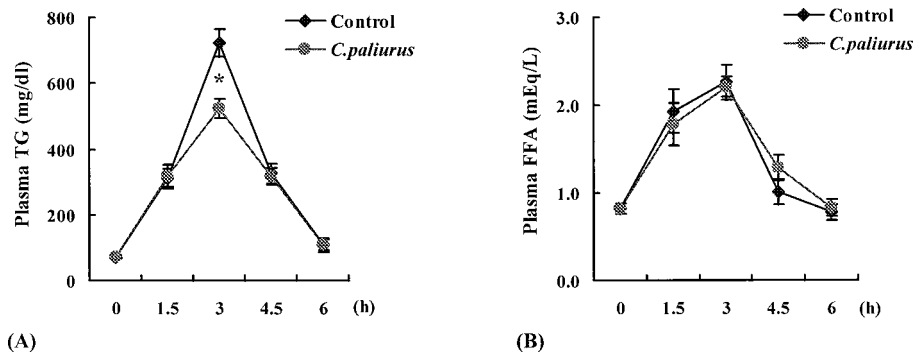 800
600
400
200
0
Plasma TG (mg/dl)
Control
C.paliurus
*
0 1.5 3 4.5 6 (h)
(A)
3.0
2.0
1.0
0.0
Plasma FFA (mEq/L)
Control
C.paliurus
0 1.5 3 4.5 6 (h)
(B)